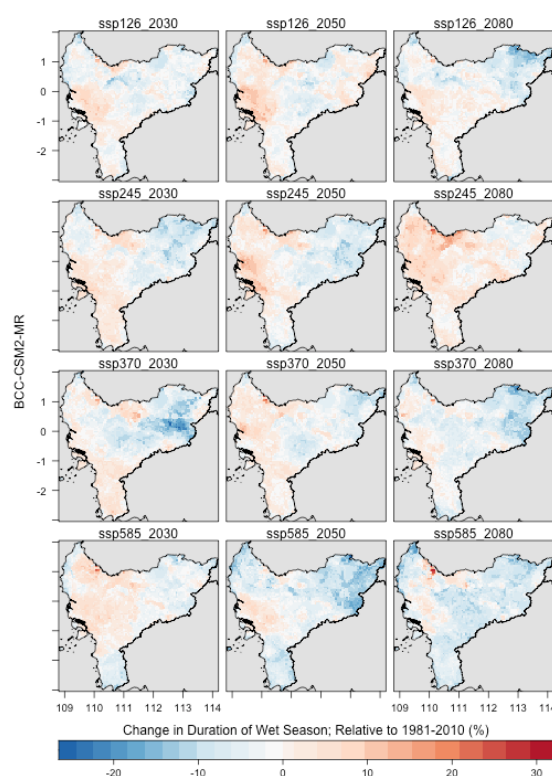 ssp126_2030 ssp126_2050 ssp126_2080
1
0
-1
-2
ssp245_2030 ssp245_2050 ssp245_2080
BCC-CSM2-MR
ssp370_2030 ssp370_2050 ssp370_2080
1
0
-1
-2
ssp585_2030 ssp585_2050 ssp585_2080
109 110 111 112 113 114 109 110 111 112 113 114
Change in Duration of Wet Season; Relative to 1981-2010 (%)
-20 -10 0 10 20 30